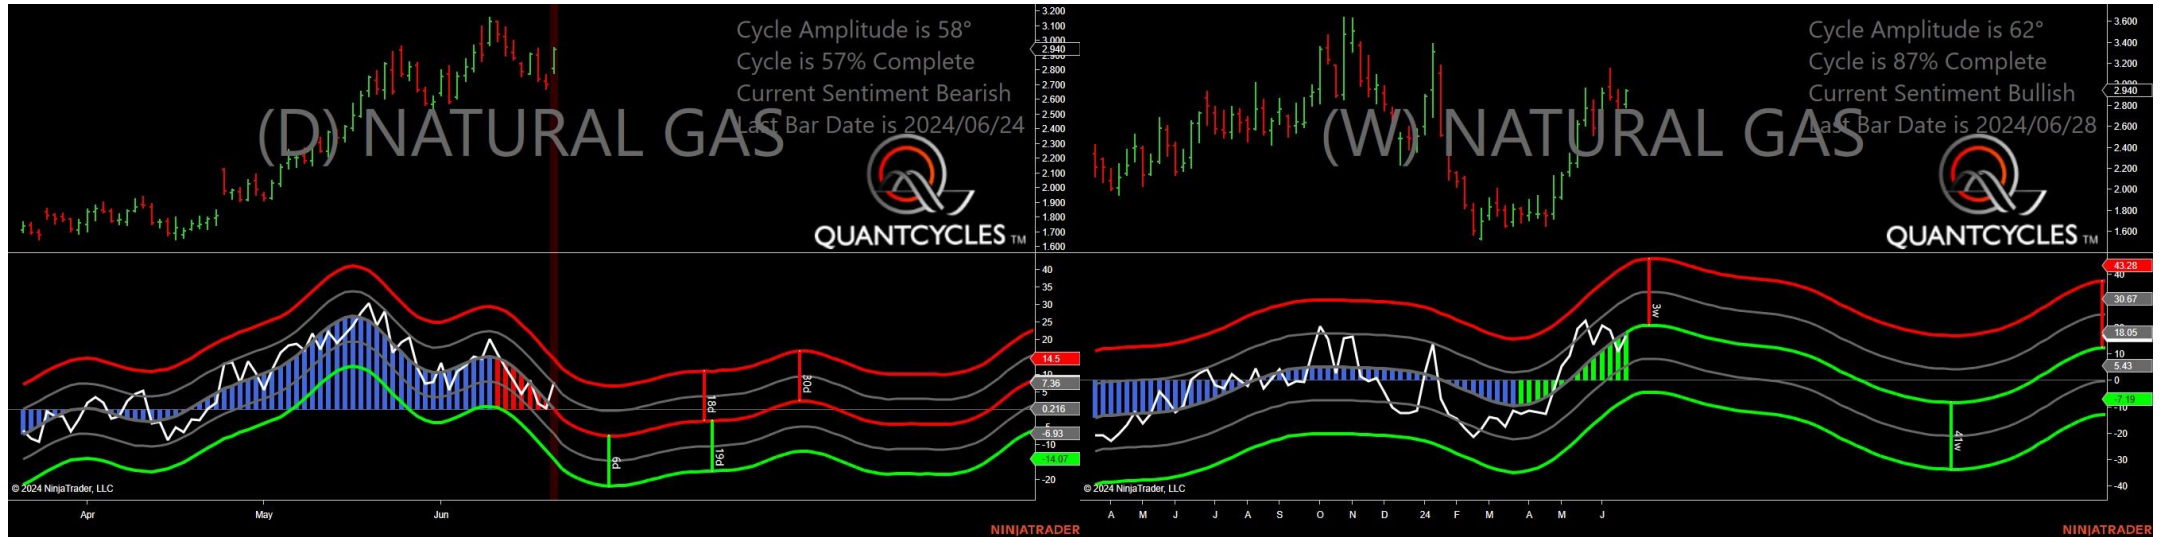 Cycle Amplitude is 58°
Cycle is 57% Complete
Current Sentiment Bearish
Last Bar Date is 2024/06/24
(D) NATURAL GAS
QUANTCYCLES TM
3.200
3.100
3.000
2.940
2.800
2.700
2.600
2.500
2.400
2.300
2.200
2.100
2.000
1.900
1.800
1.700
1.600
40
35
30
25
20
14.5
7.36
5
0.216
-6.93
-10
-14.07
-20
6d
18d
19d
30d
© 2024 NinjaTrader, LLC
Apr May Jun
NINJATRADER
Cycle Amplitude is 62°
Cycle is 87% Complete
Current Sentiment Bullish
Last Bar Date is 2024/06/28
(W) NATURAL GAS
QUANTCYCLES TM
3.600
3.400
3.200
3.000
2.940
2.800
2.600
2.400
2.200
2.000
1.800
1.600
43.28
40
30.67
18.05
10
5.43
0
-7.19
-10
-20
-30
-40
3w
41w
© 2024 NinjaTrader, LLC
A M J J A S O N D 24 F M A M J
NINJATRADER